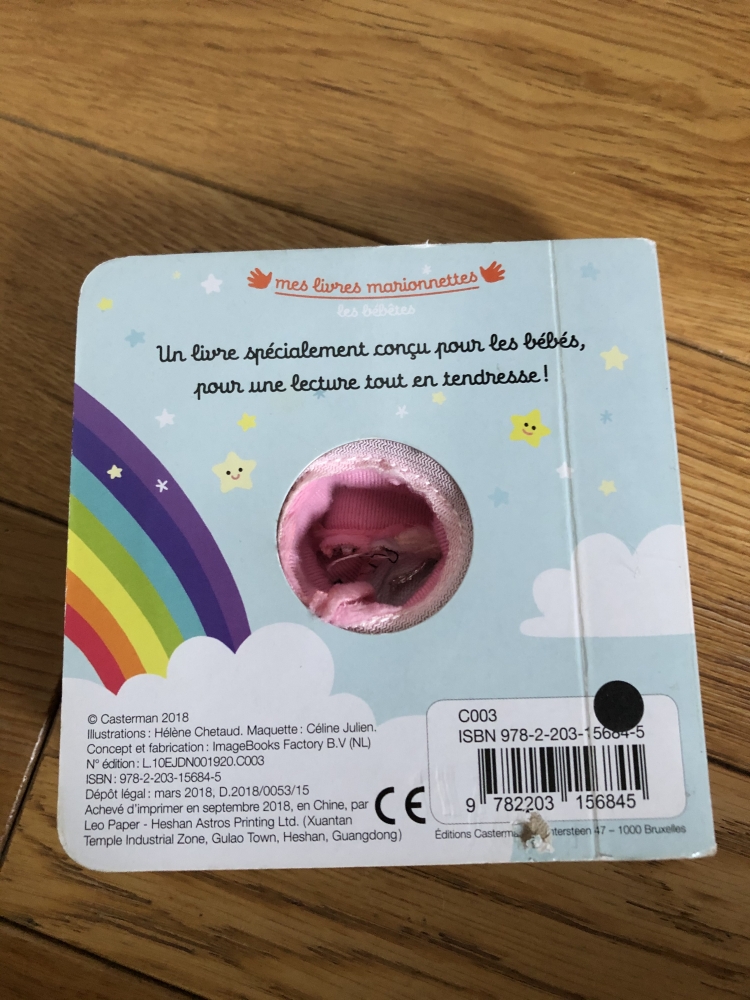 mes livres marionnettes
les bébêtes
Un livre spécialement conçu pour les bébés,
pour une lecture tout en tendresse !
© Casterman 2018
Illustrations : Hélène Chetaud. Maquette : Céline Julien.
Concept et fabrication : ImageBooks Factory B.V (NL)
N° édition : L.10EJDN001920.C003
ISBN : 978-2-203-15684-5
Dépôt légal : mars 2018, D.2018/0053/15
Achevé d'imprimer en septembre 2018, en Chine, par
Leo Paper - Heshan Astros Printing Ltd. (Xuantan
Temple Industrial Zone, Gulao Town, Heshan, Guangdong)
CE
C003
ISBN 978-2-203-15684-5
9 782203 156845
Éditions 47 – 1000 Bruxelles